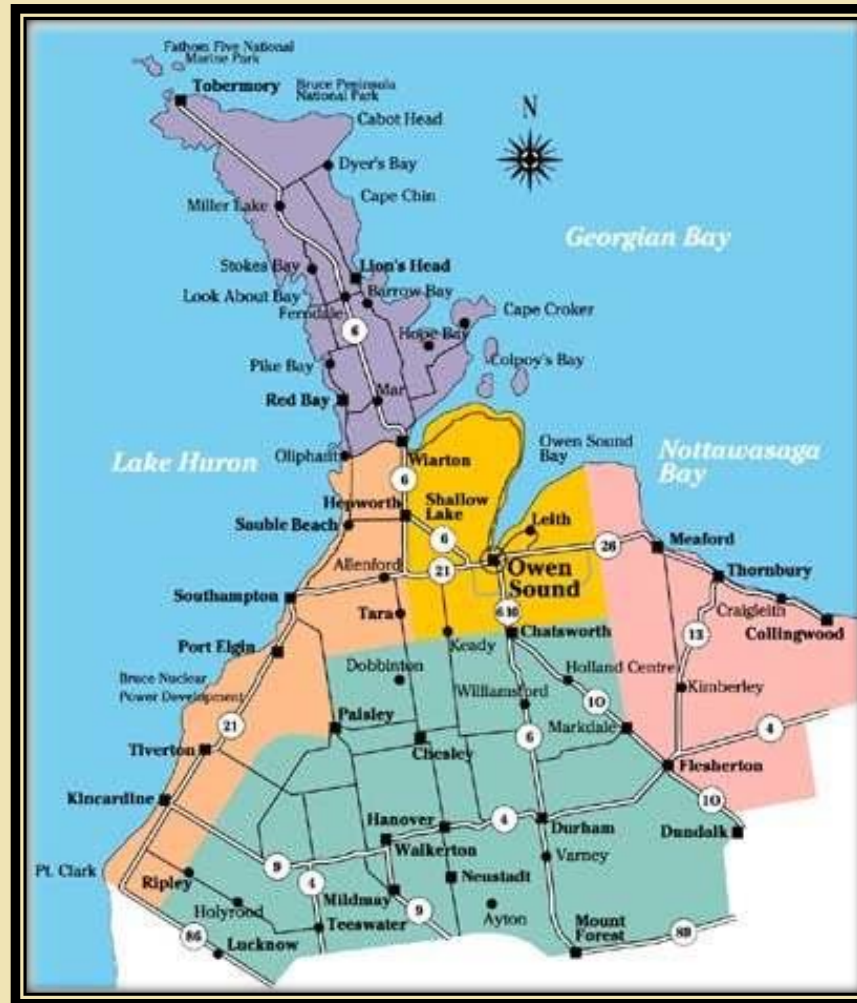 Fathom Five National
Marine Park
Tobermory
Bruce Peninsula
National Park
Cabot Head
N
Dyer's Bay
Cape Chin
Miller Lake
Georgian Bay
Stokes Bay
Lion's Head
Look About Bay
Barrow Bay
Ferndale
Cape Croker
6
Hope Bay
Colpoy's Bay
Pike Bay
Mar
Red Bay
Owen Sound
Bay
Nottawasaga
Bay
Lake Huron
Oliphant
Wiarton
6
Hepworth
Shallow
Lake
Sauble Beach
Leith
6
26
Meaford
Allenford
21
Owen
Sound
Thornbury
Southampton
Craigleith
Tara
6 10
Chatsworth
13
Collingwood
Port Elgin
Keady
Dobbinton
Holland Centre
Bruce Nuclear
Power Development
Williamsford
10
Kimberley
21
Paisley
Markdale
4
Tiverton
Chesley
6
Flesherton
Kincardine
10
Hanover
4
Durham
Dundalk
Walkerton
9
Varney
Pt. Clark
Ripley
4
Mildmay
Neustadt
Holyrood
9
Ayton
Teeswater
Mount
Forest
86
Lucknow
89